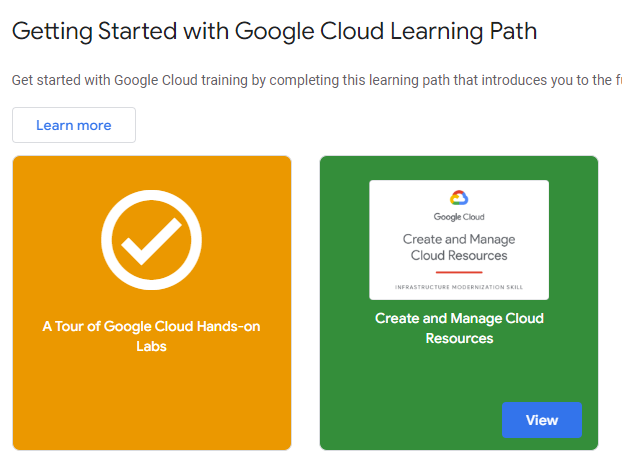 Getting Started with Google Cloud Learning Path
Get started with Google Cloud training by completing this learning path that introduces you to the
Learn more
A Tour of Google Cloud Hands-on
Labs
Google Cloud
Create and Manage
Cloud Resources
INFRASTRUCTURE MODERNIZATION SKILL
Create and Manage Cloud
Resources
View